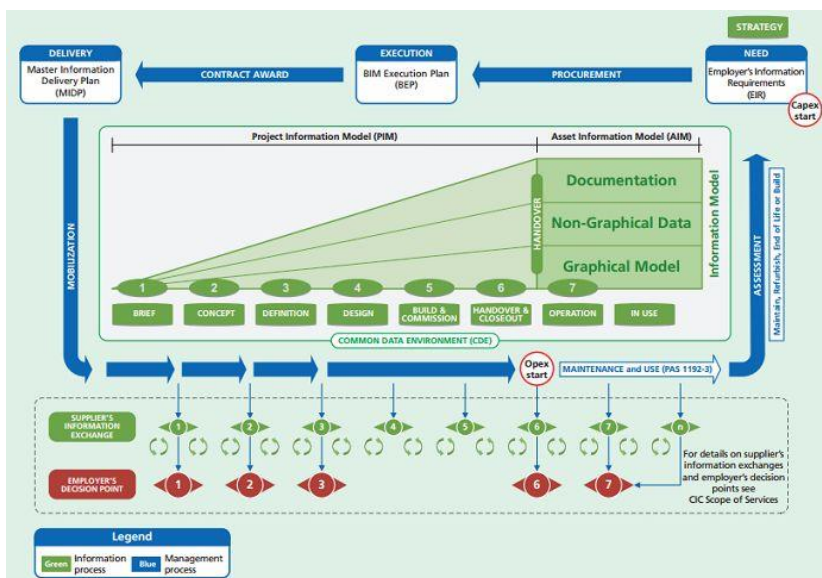 STRATEGY
DELIVERY
Master Information
Delivery Plan
(MIDP)
CONTRACT AWARD
EXECUTION
BIM Execution Plan
(BEP)
PROCUREMENT
NEED
Employer's Information
Requirements
(EIR)
Capex
start
Project Information Model (PIM)
Asset Information Model (AIM)
MOBILIZATION
Documentation
Non-Graphical Data
Graphical Model
HANDOVER
Information Model
ASSESSMENT
Maintain, Refurbish, End of Life or Build
1 2 3 4 5 6 7
BRIEF
CONCEPT
DEFINITION
DESIGN
BUILD &
COMMISSION
HANDOVER &
CLOSEOUT
OPERATION
IN USE
COMMON DATA ENVIRONMENT (CDE)
Opex
start
MAINTENANCE and USE (PAS 1192-3)
SUPPLIER'S
INFORMATION
EXCHANGE
1 2 3 4 5 6 7 n
EMPLOYER'S
DECISION POINT
1 2 3 6 7
For details on supplier's
information exchanges
and employer's decision
points see
CIC Scope of Services
Legend
Green
Information
process
Blue
Management
process